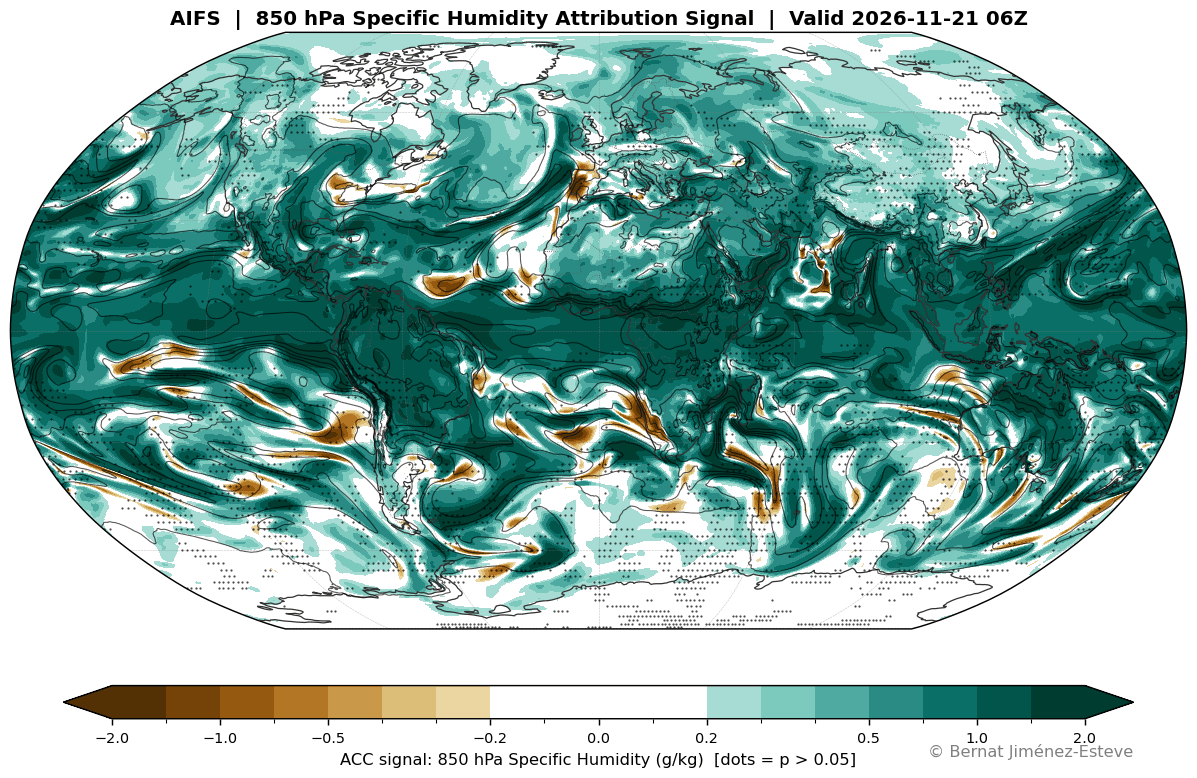 AIFS | 850 hPa Specific Humidity Attribution Signal | Valid 2026-11-21 06Z
−2.0 −1.0 −0.5 −0.2 0.0 0.2 0.5 1.0 2.0
ACC signal: 850 hPa Specific Humidity (g/kg) [dots = p > 0.05]
© Bernat Jiménez-Esteve